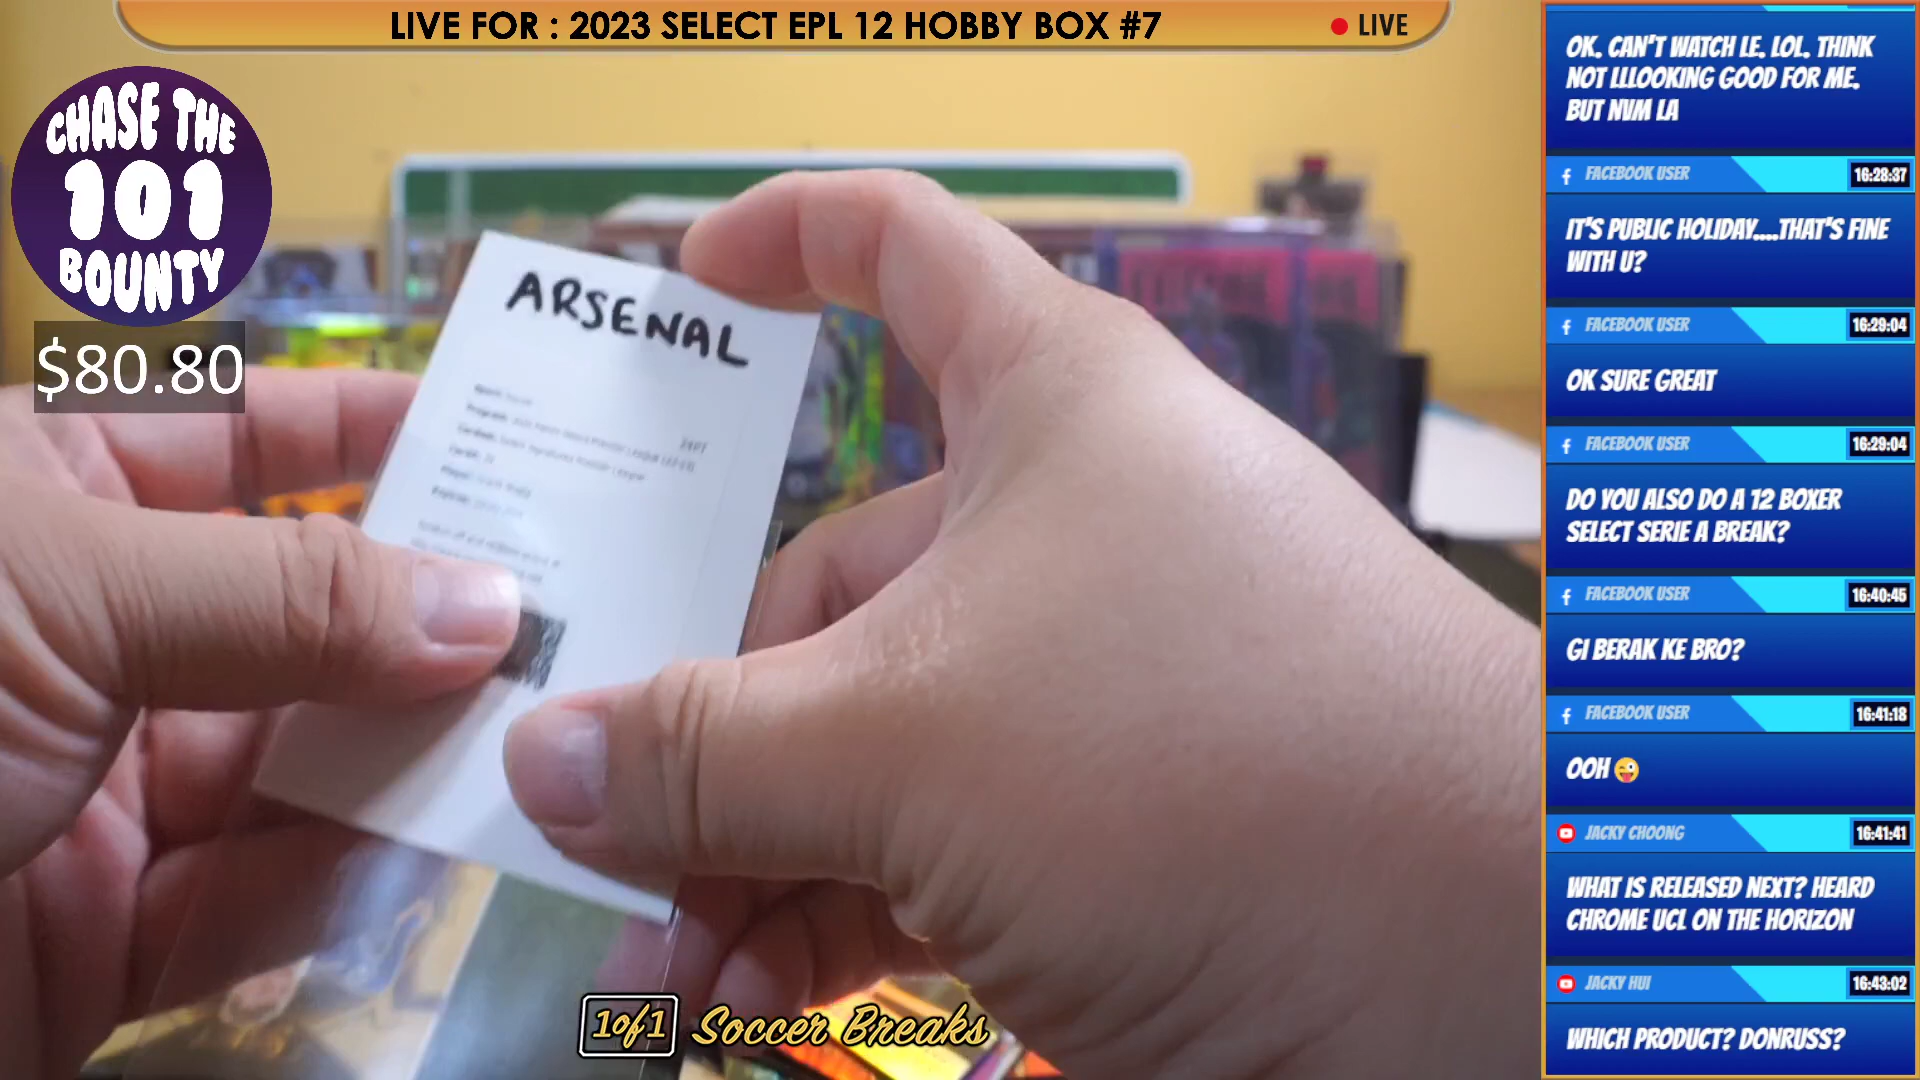 LIVE FOR : 2023 SELECT EPL 12 HOBBY BOX #7
LIVE
CHASE THE
101
BOUNTY
$80.80
ARSENAL
24PT
1of1 Soccer Breaks
OK. CAN'T WATCH LE. LOL. THINK
NOT LLLOOKING GOOD FOR ME.
BUT NVM LA
FACEBOOK USER 16:28:37
IT'S PUBLIC HOLIDAY....THAT'S FINE
WITH U?
FACEBOOK USER 16:29:04
OK SURE GREAT
FACEBOOK USER 16:29:04
DO YOU ALSO DO A 12 BOXER
SELECT SERIE A BREAK?
FACEBOOK USER 16:40:45
GI BERAK KE BRO?
FACEBOOK USER 16:41:18
OOH 😜
JACKY CHOONG 16:41:41
WHAT IS RELEASED NEXT? HEARD
CHROME UCL ON THE HORIZON
JACKY HUI 16:43:02
WHICH PRODUCT? DONRUSS?